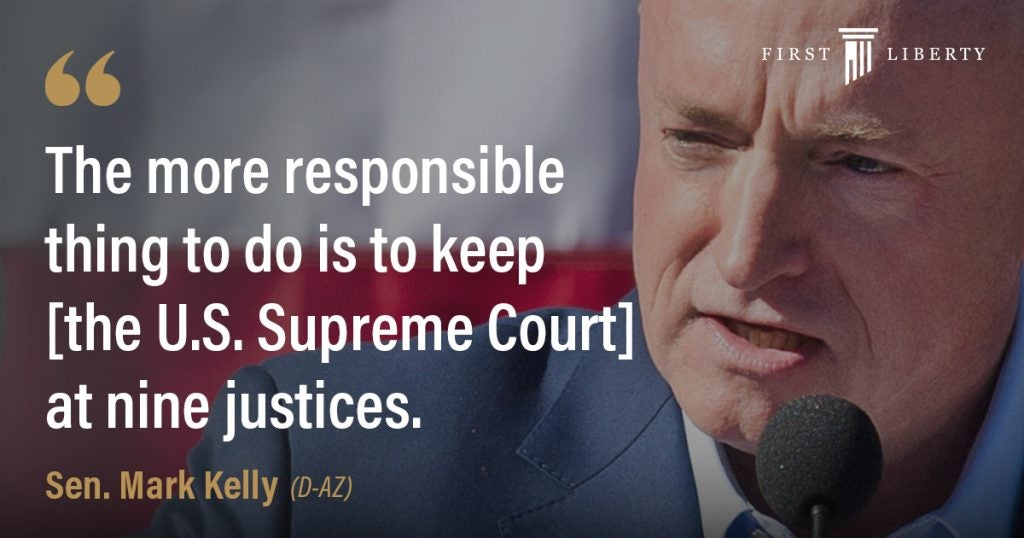 FIRST LIBERTY
“
The more responsible
thing to do is to keep
[the U.S. Supreme Court]
at nine justices.
Sen. Mark Kelly (D-AZ)